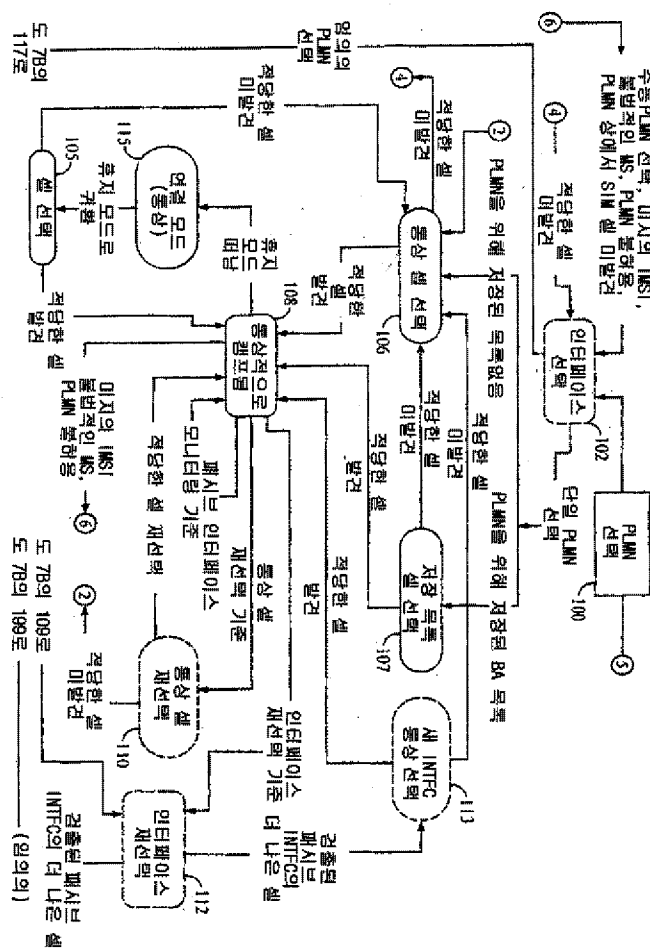 수동PLMN 선택, 미지의 IMSI,
불법적인 MS, PLMN 불허용,
PLMN 상에서 SIM 셀 미발견
6
PLMN
선택
100
5
4
적당한 셀
미발견
인터페이스
선택
102
단일 PLMN
선택
임의의
PLMN
선택
도 7B의
117로
2
PLMN을 위해 저장된 목록없음
PLMN을 위해 저장된 BA 목록
4
적당한 셀
미발견
적당한 셀
미발견
통상 셀 선택
106
적당한 셀
미발견
저장 목록
셀 선택
107
적당한 셀
미발견
새 INTFC
통상 선택
113
적당한
셀
발견
적당한 셀
발견
적당한 셀
발견
연결 모드
(통상)
115
휴지
모드
떠남
휴지 모드로
귀환
셀 선택
105
적당한 셀
발견
통상적으로
캠프됨
108
미지의 IMSI
불법적인 MS,
PLMN 불허용
6
패시브 인터페이스
모니터링 기준
통상 셀
재선택 기준
적당한 셀 재선택
인터페이스
재선택 기준
통상 셀
재선택
110
적당한 셀
미발견
2
검출된
패시브
INTFC의
더 나은 셀
인터페이스
재선택
112
도 7B의 109로
검출된 패시브
INTFC의 더 나은 셀
도 7B의 199로
(임의의)